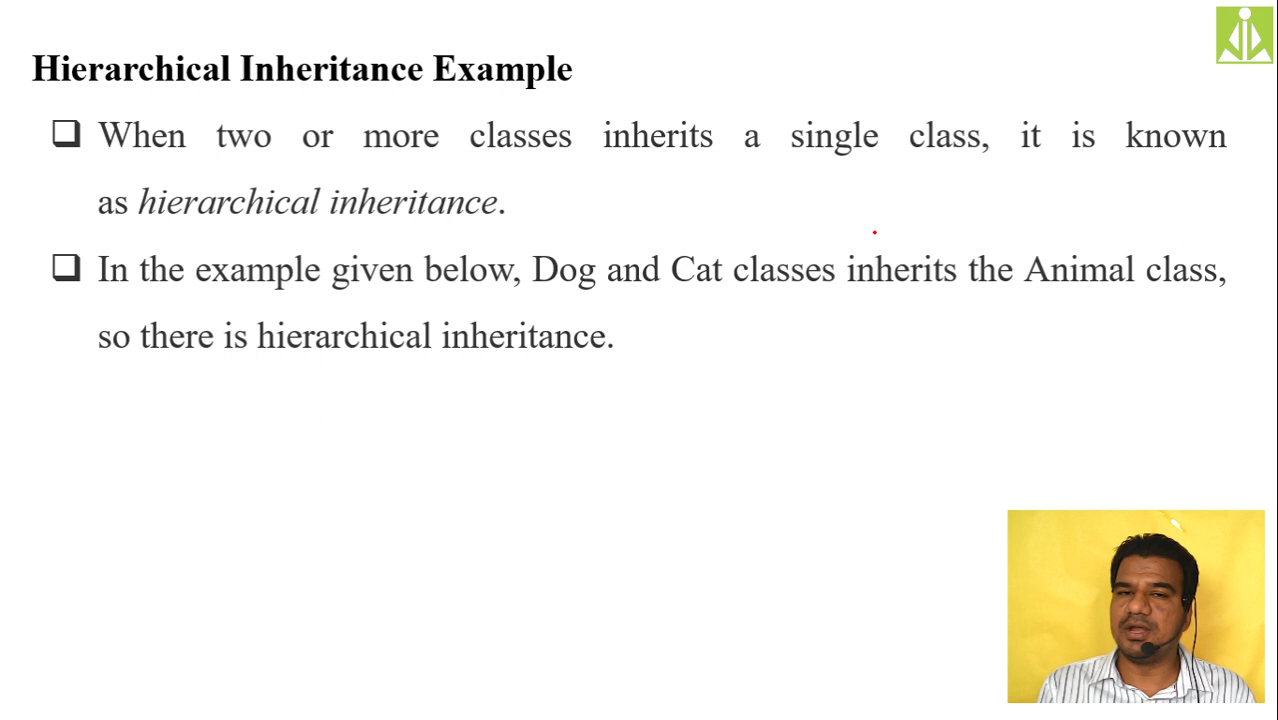 Hierarchical Inheritance Example
When two or more classes inherits a single class, it is known
as hierarchical inheritance.
In the example given below, Dog and Cat classes inherits the Animal class,
so there is hierarchical inheritance.